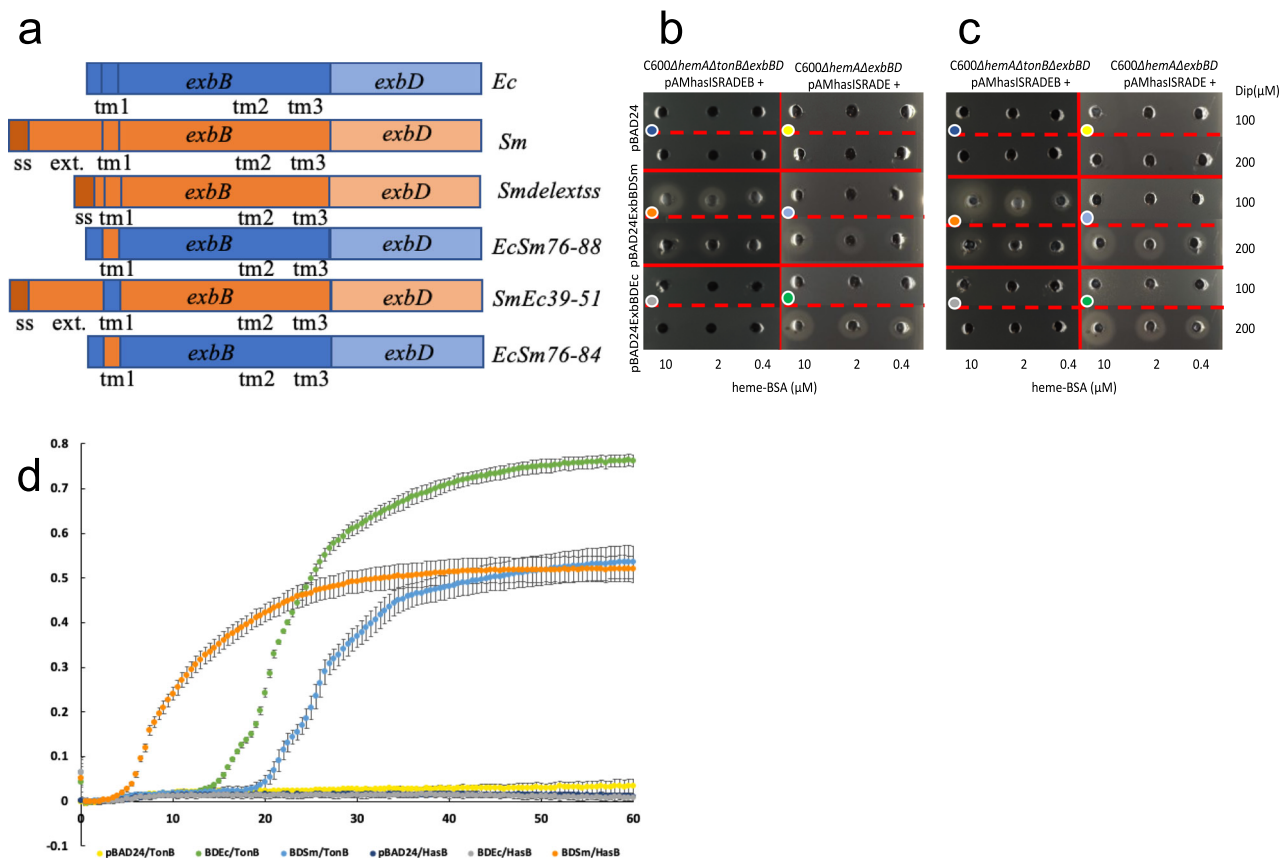 a
exbB exbD Ec
tm1 tm2 tm3
exbB exbD Sm
ss ext. tm1 tm2 tm3
exbB exbD Smdelextss
ss tm1 tm2 tm3
exbB exbD EcSm76-88
tm1 tm2 tm3
exbB exbD SmEc39-51
ss ext. tm1 tm2 tm3
exbB exbD EcSm76-84
tm1 tm2 tm3
b
C600ΔhemAΔtonBΔexbBD
pAMhasISRADEB +
C600ΔhemAΔexbBD
pAMhasISRADE +
pBAD24
pBAD24ExbBDSm
pBAD24ExbBDEc
10 2 0.4 10 2 0.4
heme-BSA (µM)
c
C600ΔhemAΔtonBΔexbBD
pAMhasISRADEB +
C600ΔhemAΔexbBD
pAMhasISRADE +
Dip(µM)
100
200
100
200
100
200
10 2 0.4 10 2 0.4
heme-BSA (µM)
d
0.8
0.7
0.6
0.5
0.4
0.3
0.2
0.1
0
-0.1
0 10 20 30 40 50 60
pBAD24/TonB BDEc/TonB BDSm/TonB pBAD24/HasB BDEc/HasB BDSm/HasB